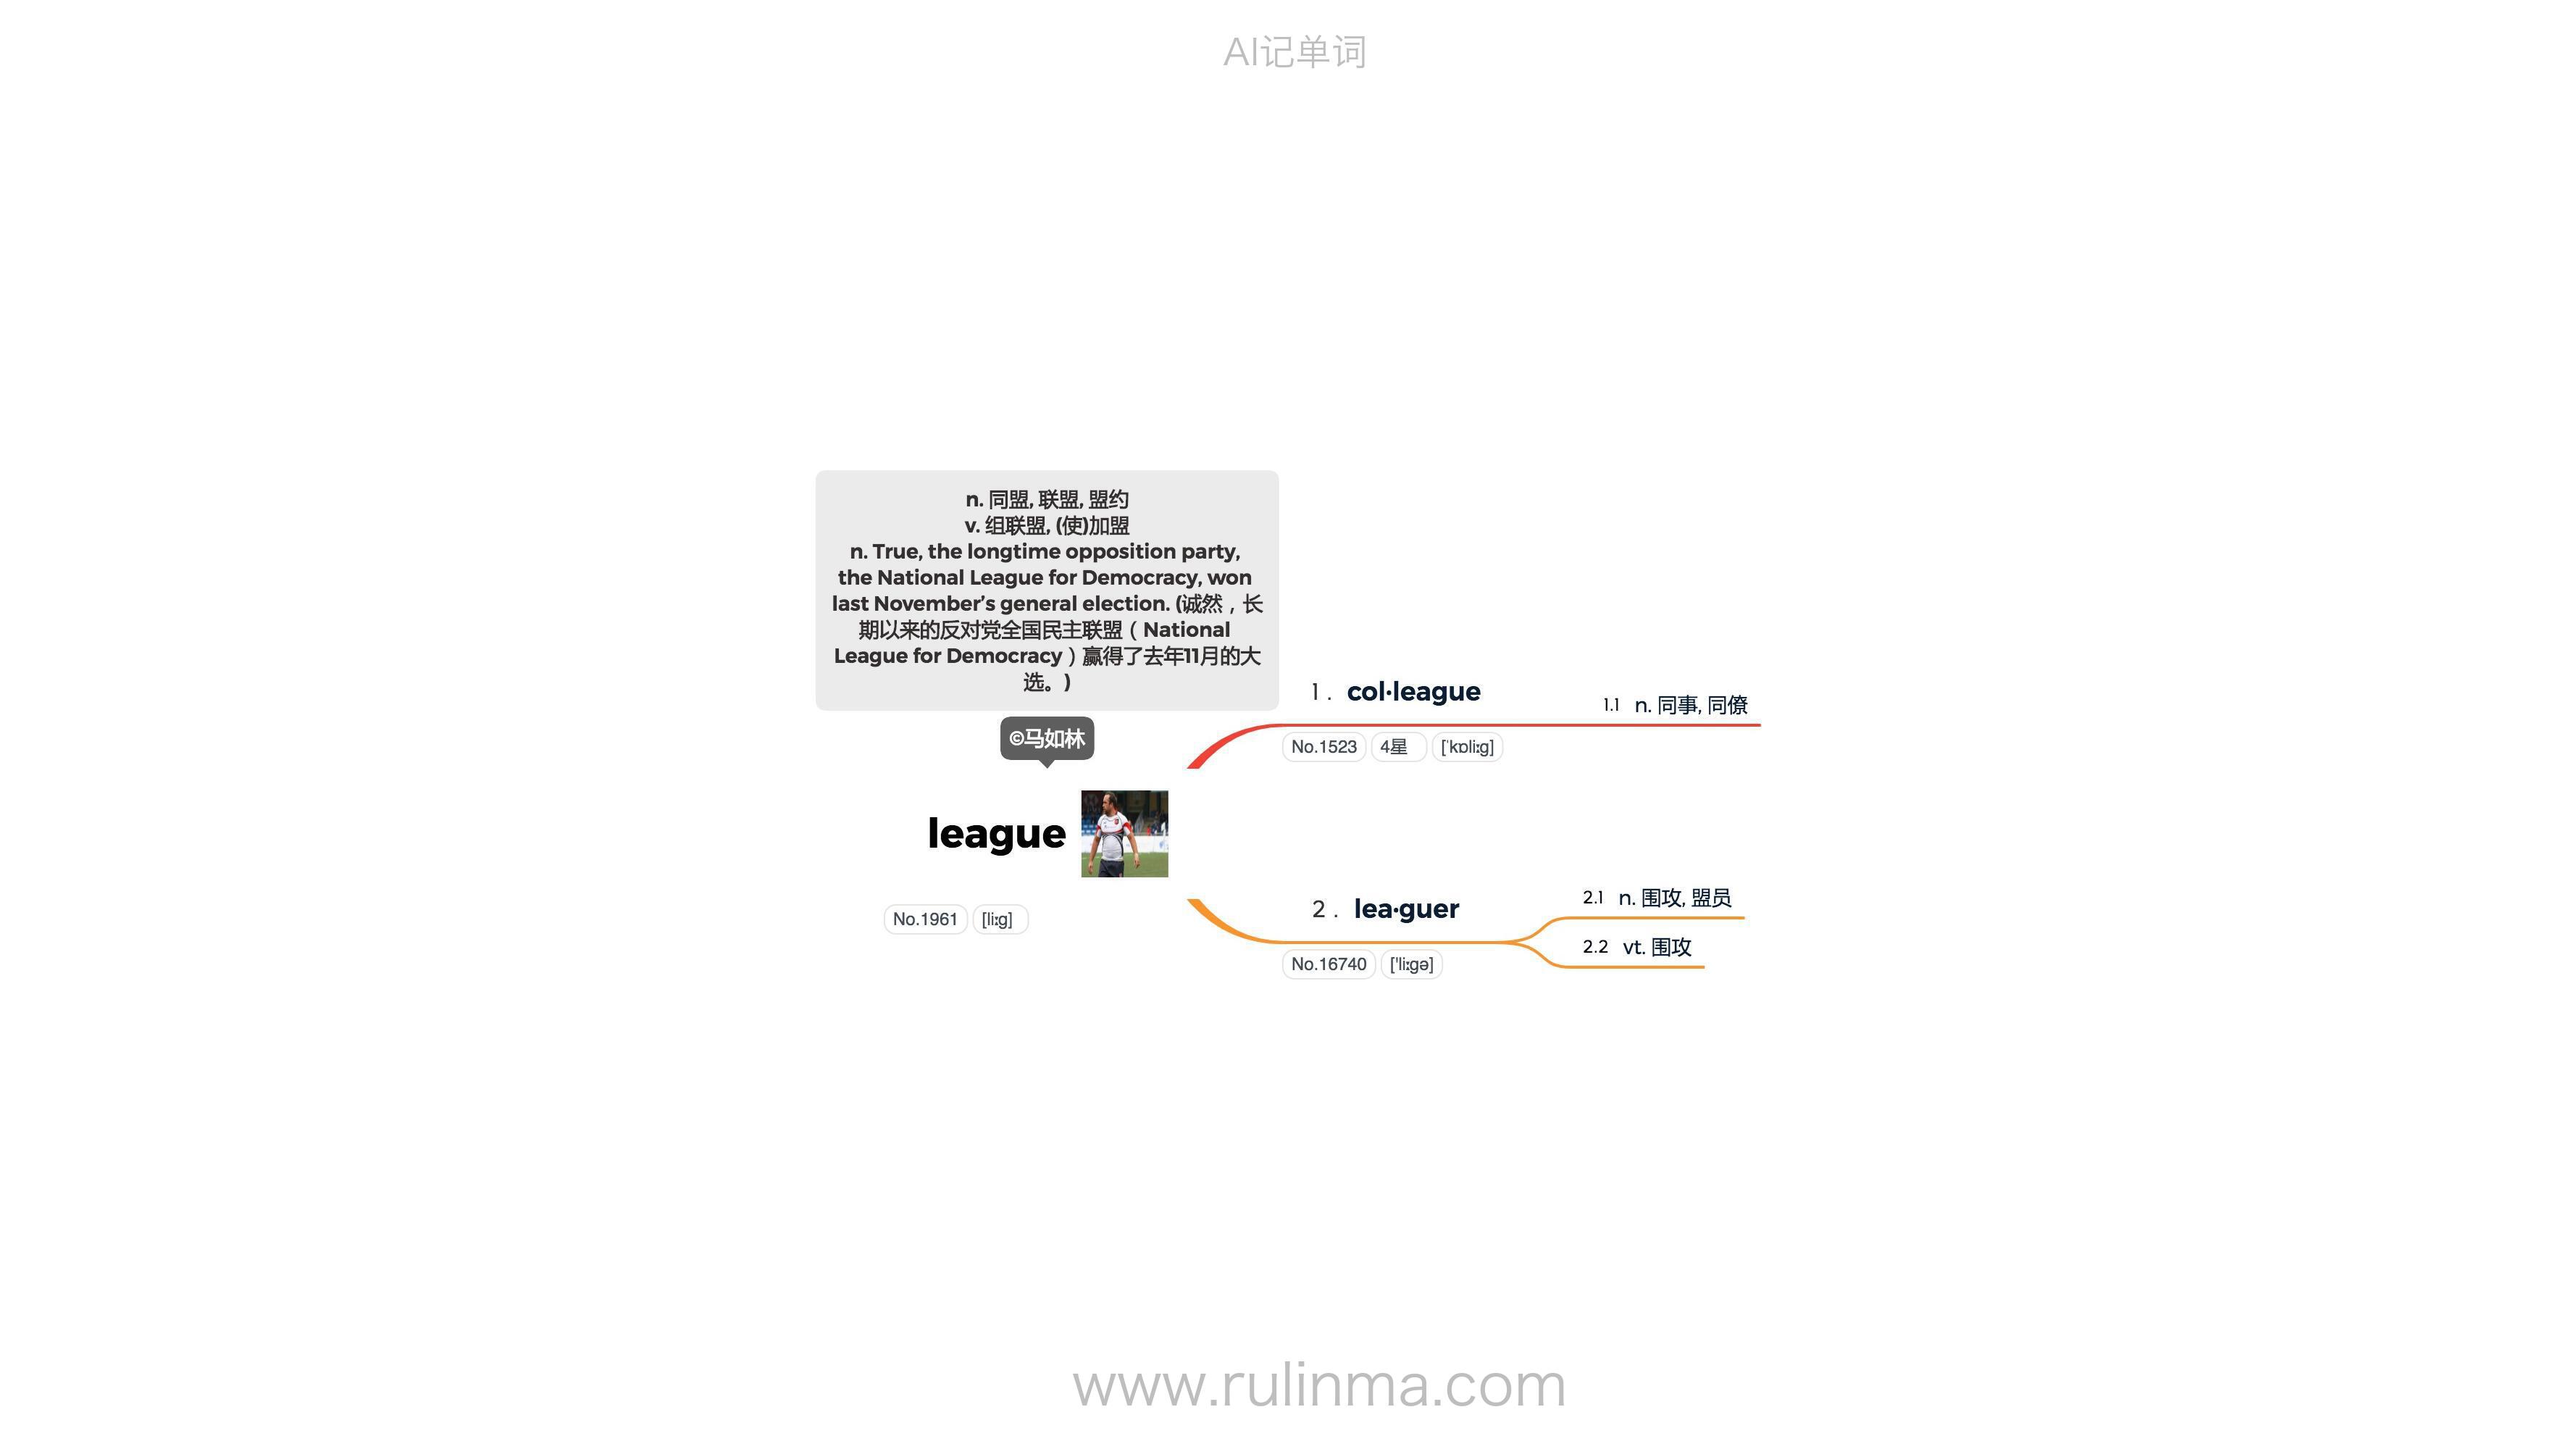 AI记单词
n. 同盟, 联盟, 盟约
v. 组联盟, (使)加盟
n. True, the longtime opposition party,
the National League for Democracy, won
last November’s general election. (诚然，长
期以来的反对党全国民主联盟（National
League for Democracy）赢得了去年11月的大
选。)
©马如林
league
No.1961 [li:g]
1. col·league
No.1523 4星 [ˈkɒli:g]
1.1 n. 同事, 同僚
2. lea·guer
No.16740 ['li:gə]
2.1 n. 围攻, 盟员
2.2 vt. 围攻
www.rulinma.com